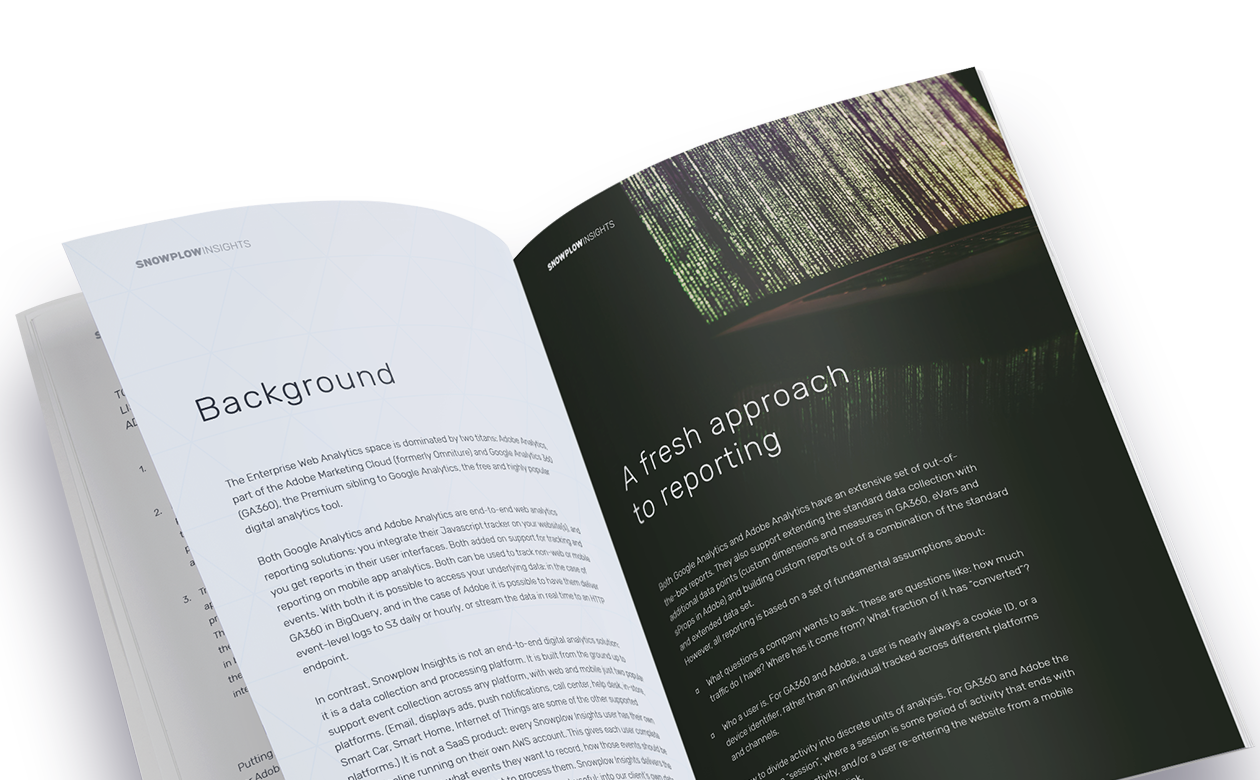 TO
LI
AD
1.
2.
3.
Th
Putting
r Adob
SNOWPLOWINSIGHTS
Background
The Enterprise Web Analytics space is dominated by two titans: Adobe Analytics,
part of the Adobe Marketing Cloud (formerly Omniture) and Google Analytics 360
(GA360), the Premium sibling to Google Analytics, the free and highly popular
digital analytics tool.
Both Google Analytics and Adobe Analytics are end-to-end web analytics
reporting solutions: you integrate their Javascript tracker on your website(s), and
you get reports in their user interfaces. Both added on support for tracking and
reporting on mobile app analytics. Both can be used to track non-web or mobile
events. With both it is possible to access your underlying data: in the case of
GA360 in BigQuery, and in the case of Adobe it is possible to have them deliver
event-level logs to S3 daily or hourly, or stream the data in real time to an HTTP
endpoint.
In contrast, Snowplow Insights is not an end-to-end digital analytics solution;
it is a data collection and processing platform. It is built from the ground up to
support event collection across any platform, with web and mobile just two popular
platforms. (Email, displays ads, push notifications, call center, help desk, in-store,
Smart Car, Smart Home, Internet of Things are some of the other supported
platforms.) It is not a SaaS product: every Snowplow Insights user has their own
line running on their own AWS account. This gives each user complete
what events they want to record, how those events should be
to process them. Snowplow Insights delivers the
useful: into our client's own data
SNOWPLOWINSIGHTS
A fresh approach
to reporting
Both Google Analytics and Adobe Analytics have an extensive set of out-of-
the-box reports. They also support extending the standard data collection with
additional data points (custom dimensions and measures in GA360, eVars and
sProps in Adobe) and building custom reports out of a combination of the standard
and extended data set.
However, all reporting is based on a set of fundamental assumptions about:
What questions a company wants to ask. These are questions like: how much
traffic do I have? Where has it come from? What fraction of it has "converted"?
who a user is. For GA360 and Adobe, a user is nearly always a cookie ID, or a
device identifier, rather than an individual tracked across different platforms
and channels.
w to divide activity into discrete units of analysis. For GA360 and Adobe the
"session", where a session is some period of activity that ends with
tivity, and/or a user re-entering the website from a mobile